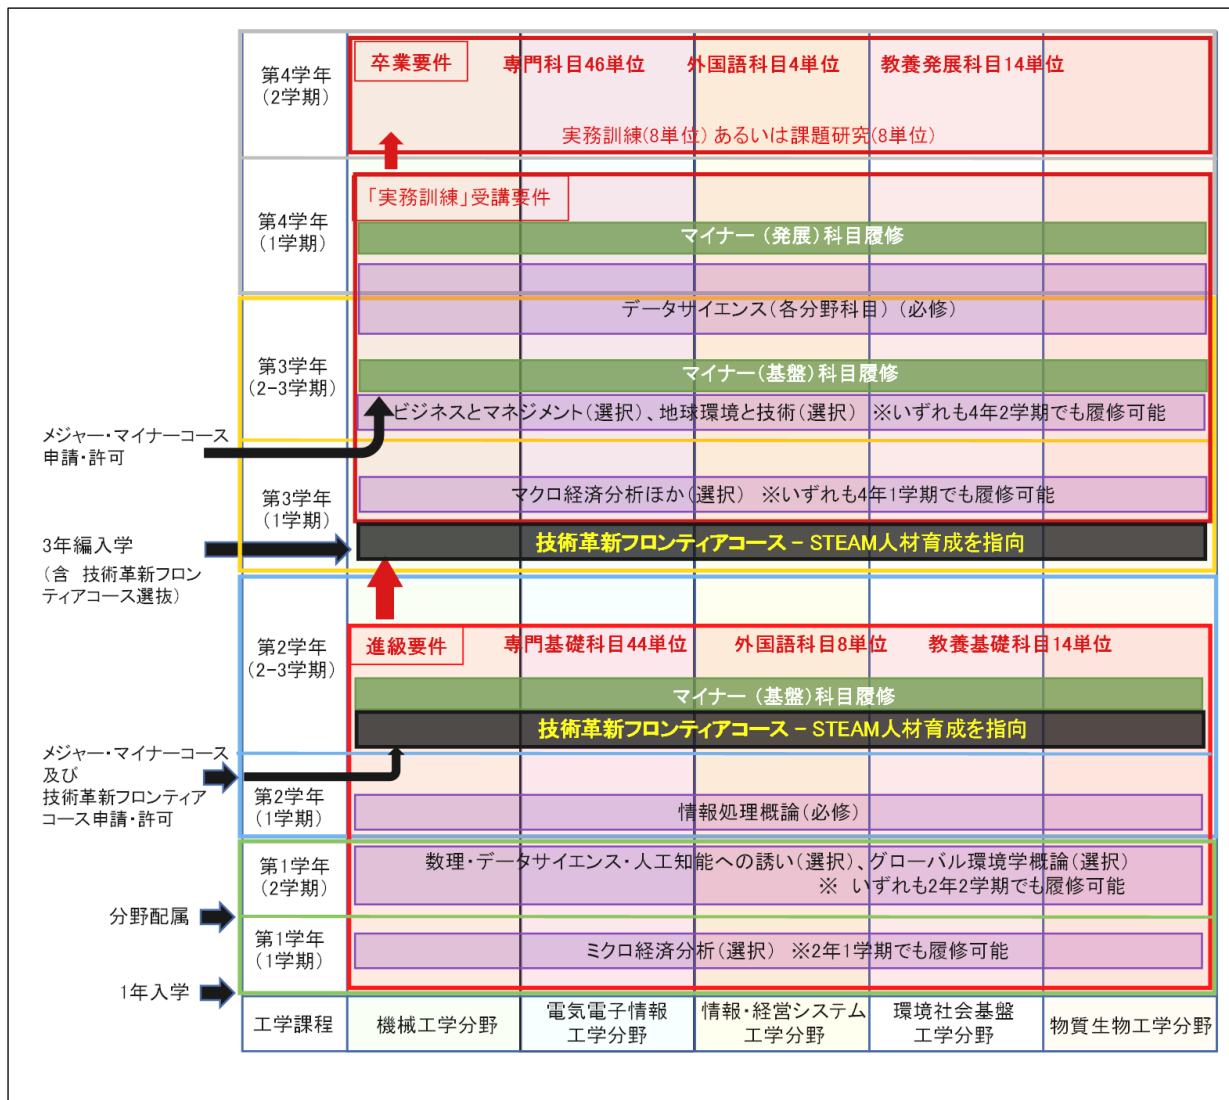 第4学年
(2学期)
卒業要件
専門科目46単位
外国語科目4単位
教養発展科目14単位
実務訓練(8単位) あるいは課題研究(8単位)
第4学年
(1学期)
「実務訓練」受講要件
マイナー (発展)科目履修
データサイエンス(各分野科目) (必修)
第3学年
(2-3学期)
マイナー(基盤)科目履修
ビジネスとマネジメント(選択)、地球環境と技術(選択) ※いずれも4年2学期でも履修可能
メジャー・マイナーコース
申請・許可
第3学年
(1学期)
マクロ経済分析ほか(選択) ※いずれも4年1学期でも履修可能
3年編入学
(含 技術革新フロン
ティアコース選抜)
技術革新フロンティアコース – STEAM人材育成を指向
第2学年
(2-3学期)
進級要件
専門基礎科目44単位
外国語科目8単位
教養基礎科目14単位
マイナー (基盤)科目履修
技術革新フロンティアコース – STEAM人材育成を指向
メジャー・マイナーコース
及び
技術革新フロンティア
コース申請・許可
第2学年
(1学期)
情報処理概論(必修)
第1学年
(2学期)
数理・データサイエンス・人工知能への誘い(選択)、グローバル環境学概論(選択)
※ いずれも2年2学期でも履修可能
分野配属
第1学年
(1学期)
ミクロ経済分析(選択) ※2年1学期でも履修可能
1年入学
工学課程
機械工学分野
電気電子情報
工学分野
情報・経営システム
工学分野
環境社会基盤
工学分野
物質生物工学分野